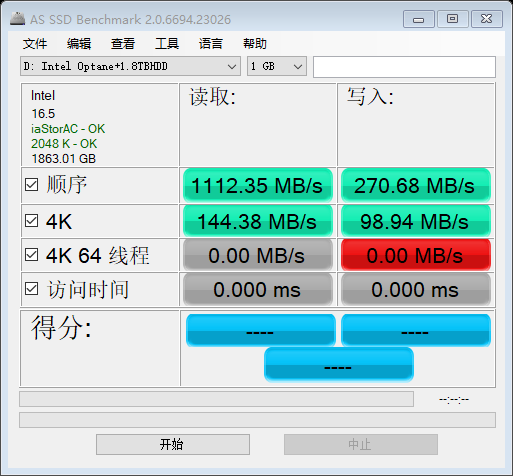 AS SSD Benchmark 2.0.6694.23026
文件 编辑 查看 工具 语言 帮助
D: Intel Optane+1.8TBHDD 1 GB
Intel
16.5
iaStorAC - OK
2048 K - OK
1863.01 GB
读取: 写入:
顺序 1112.35 MB/s 270.68 MB/s
4K 144.38 MB/s 98.94 MB/s
4K 64 线程 0.00 MB/s 0.00 MB/s
访问时间 0.000 ms 0.000 ms
得分: ---- ----
----
--:--:--
开始 中止